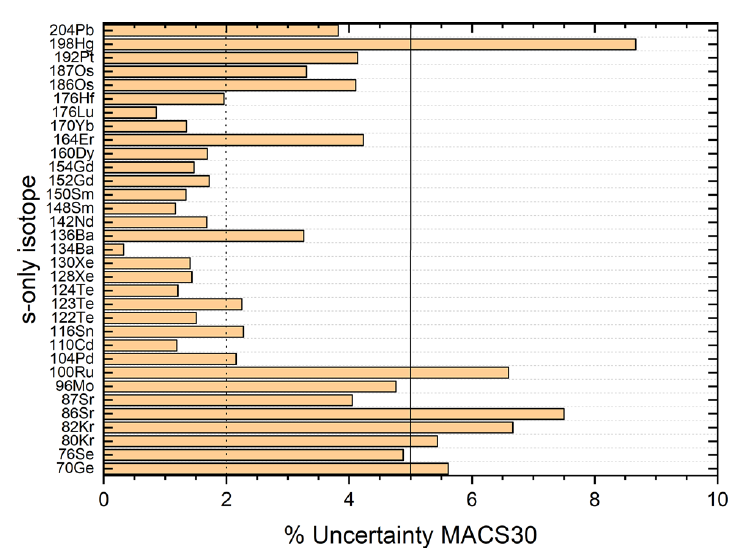 204Pb
198Hg
192Pt
187Os
186Os
176Hf
176Lu
170Yb
164Er
160Dy
154Gd
152Gd
150Sm
148Sm
142Nd
136Ba
134Ba
130Xe
128Xe
124Te
123Te
122Te
116Sn
110Cd
104Pd
100Ru
96Mo
87Sr
86Sr
82Kr
80Kr
76Se
70Ge
s-only isotope
0 2 4 6 8 10
% Uncertainty MACS30